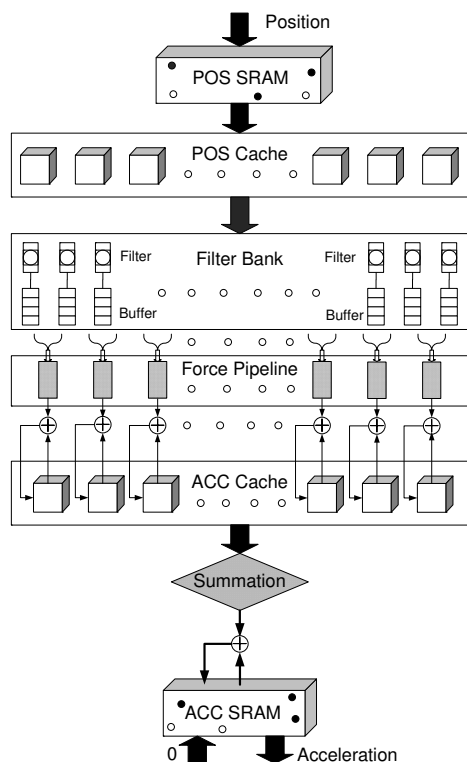 Position
POS SRAM
POS Cache
Filter
Filter Bank
Filter
Buffer
Buffer
Force Pipeline
ACC Cache
Summation
ACC SRAM
0
Acceleration